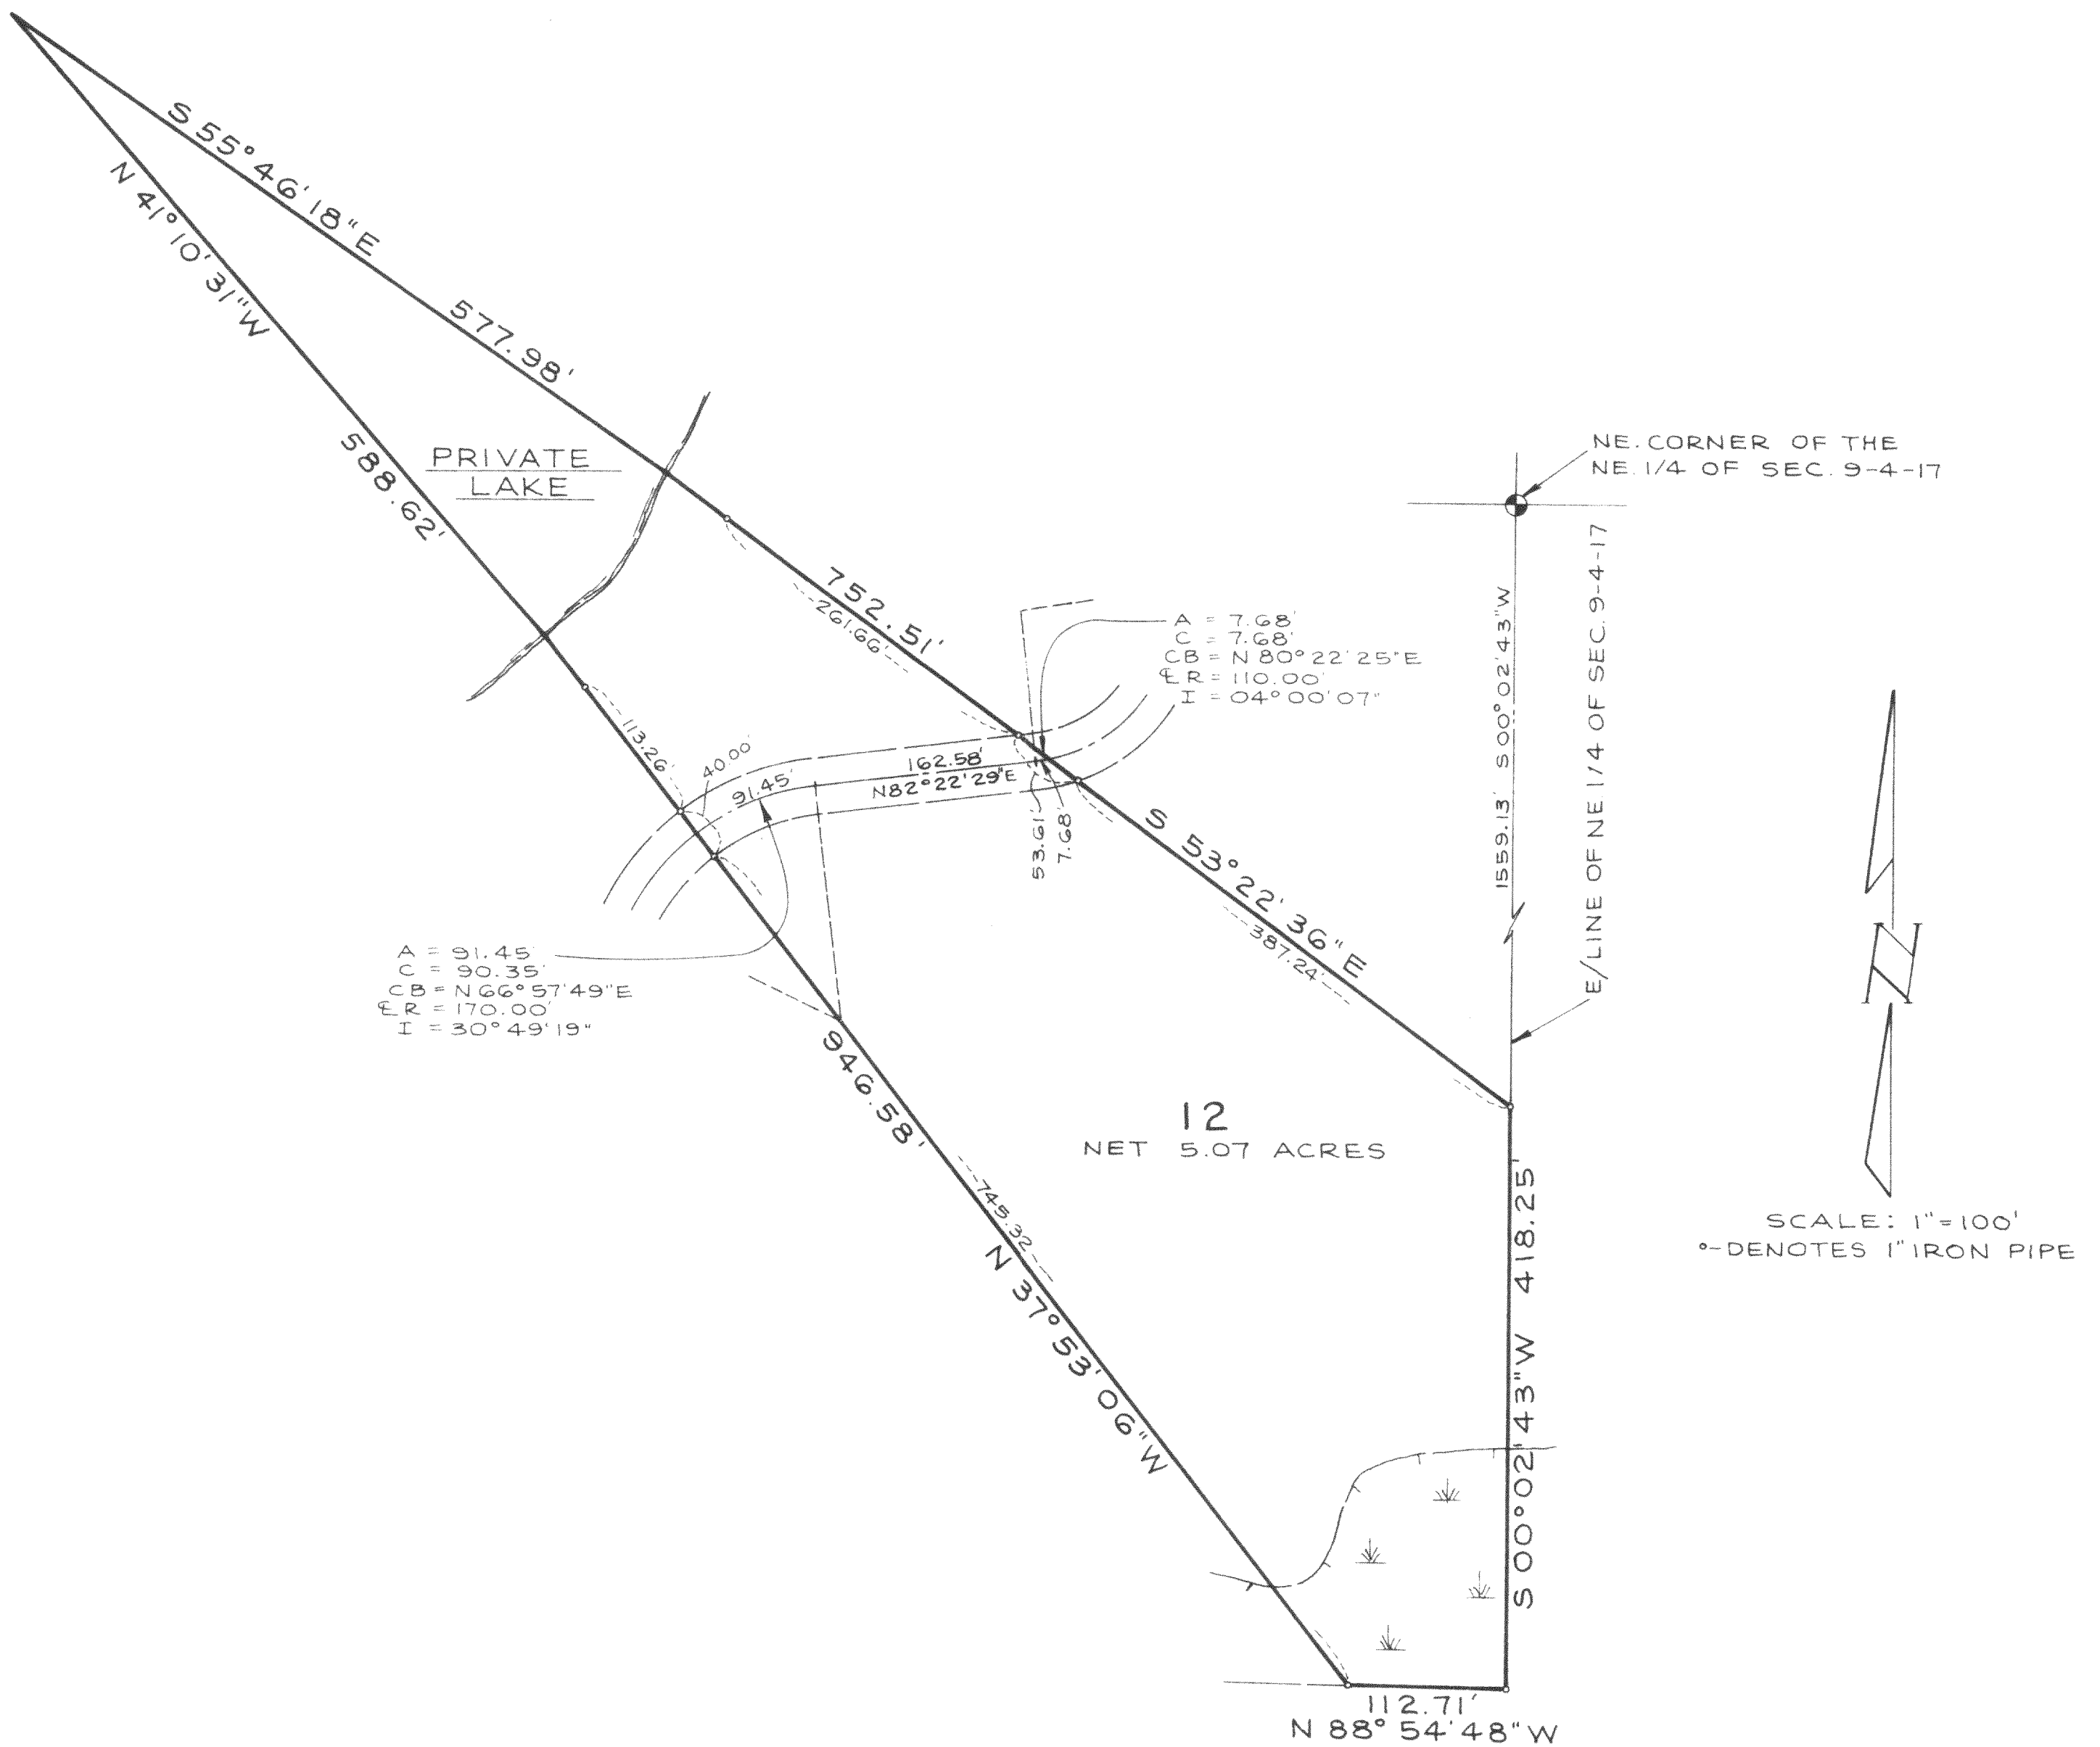 S 55°46'18"E
577.98'
N 41°10'31"W
588.62'
PRIVATE
LAKE
752.51'
261.66'
S 53°22'36"E
387.24'
NE. CORNER OF THE
NE. 1/4 OF SEC. 9-4-17
1559.13' S 00°02'43"W
E/LINE OF NE 1/4 OF SEC. 9-4-17
A = 7.68'
C = 7.68'
CB = N 80°22'25"E
℄ R = 110.00'
I = 04°00'07"
113.26'
40.00'
91.45'
162.58'
N82°22'29"E
53.61'
7.68'
A = 91.45'
C = 90.35'
CB = N 66°57'49"E
℄ R = 170.00'
I = 30°49'19"
946.58'
745.32'
N 37°53'06"W
12
NET 5.07 ACRES
418.25'
S 00°02'43"W
112.71'
N 88°54'48"W
N
SCALE: 1"=100'
°-DENOTES 1" IRON PIPE